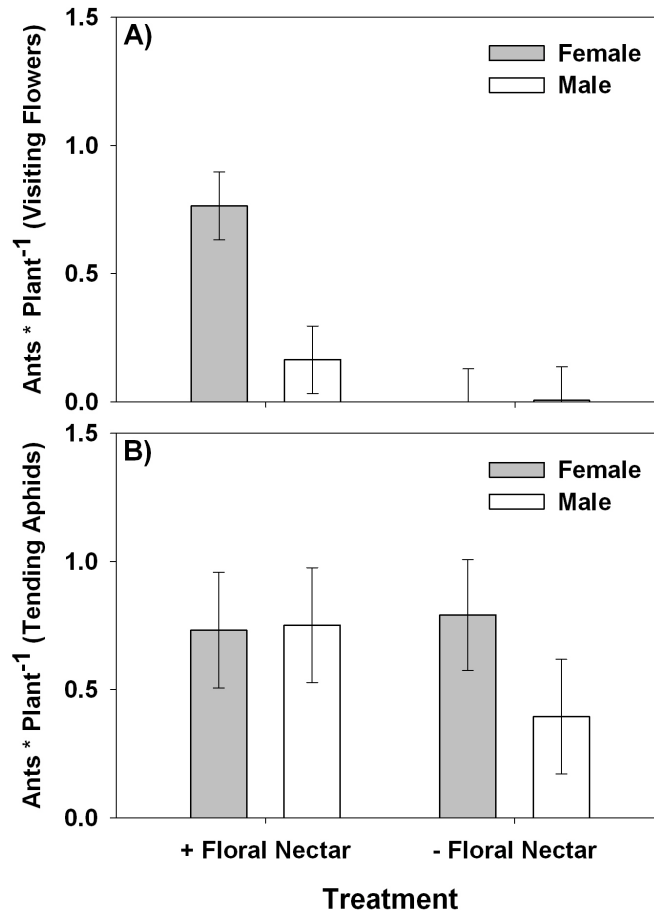 A)
Female
Male
1.5
1.0
0.5
0.0
Ants * Plant-1 (Visiting Flowers)
B)
Female
Male
1.5
1.0
0.5
0.0
Ants * Plant-1 (Tending Aphids)
+ Floral Nectar - Floral Nectar
Treatment